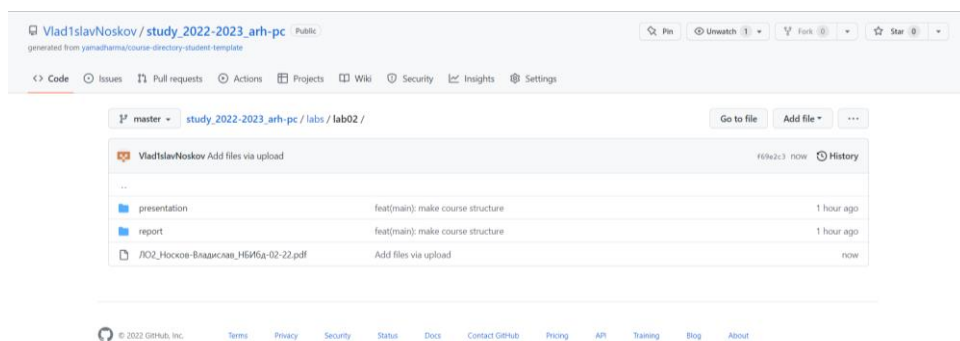 Vlad1slavNoskov / study_2022-2023_arh-pc Public
Pin Unwatch 1 Fork 0 Star 0
generated from yamadharma/course-directory-student-template
Code Issues Pull requests Actions Projects Wiki Security Insights Settings
master study_2022-2023_arh-pc / labs / lab02 / Go to file Add file ...
Vlad1slavNoskov Add files via upload f69e2c3 now History
..
presentation feat(main): make course structure 1 hour ago
report feat(main): make course structure 1 hour ago
ЛО2_Носков-Владислав_НБИбд-02-22.pdf Add files via upload now
© 2022 GitHub, Inc. Terms Privacy Security Status Docs Contact GitHub Pricing API Training Blog About